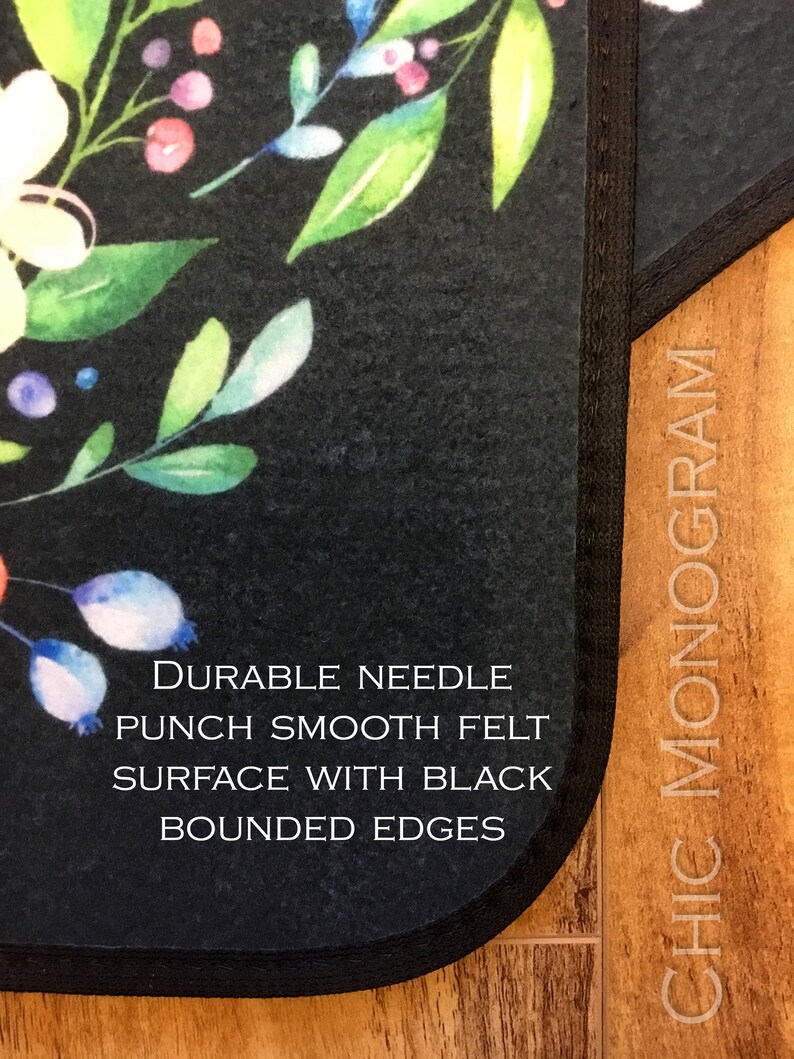 Durable needle
punch smooth felt
surface with black
bounded edges
Chic Monogram